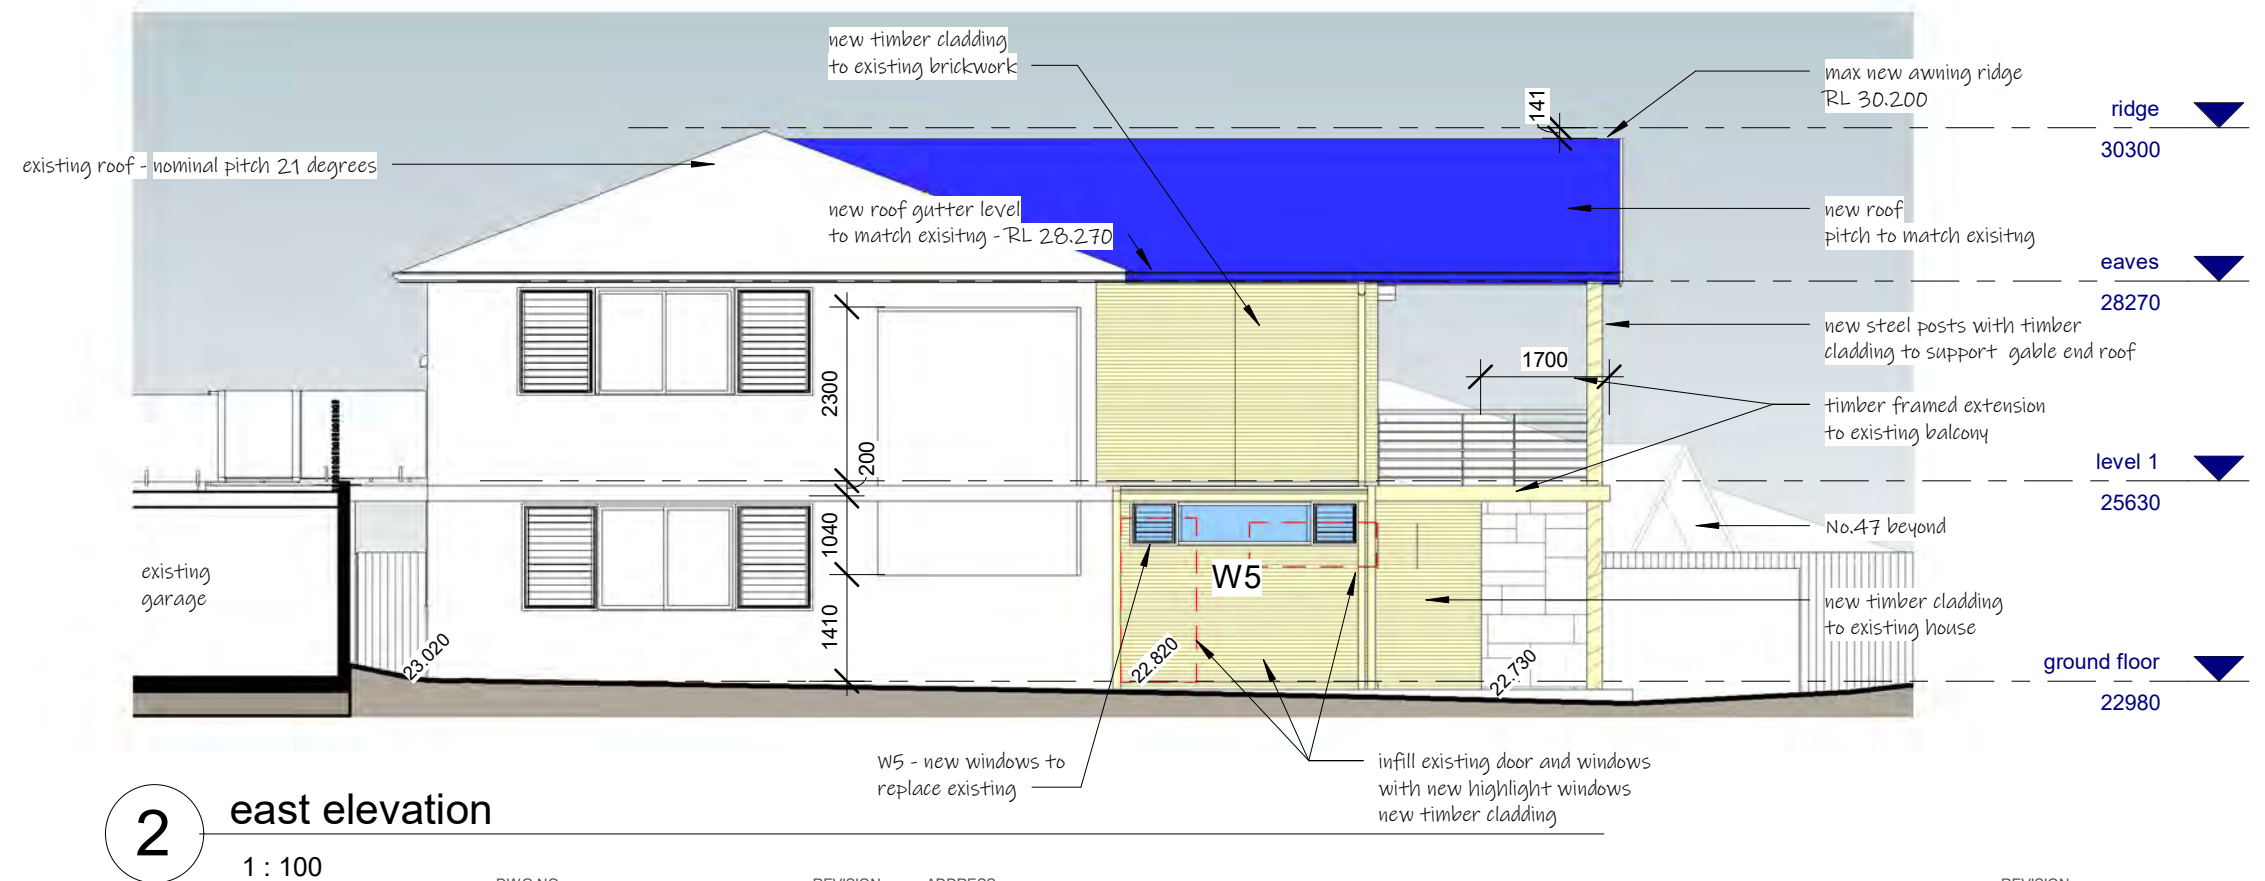 new timber cladding
to existing brickwork
141
max new awning ridge
RL 30.200
ridge
30300
existing roof - nominal pitch 21 degrees
new roof gutter level
to match exisitng - RL 28.270
new roof
pitch to match exisitng
eaves
28270
new steel posts with timber
cladding to support gable end roof
1700
2300
timber framed extension
to existing balcony
200
level 1
25630
1040
No.47 beyond
existing
garage
W5
1410
new timber cladding
to existing house
23.020
22.820
22.730
ground floor
22980
W5 - new windows to
replace existing
infill existing door and windows
with new highlight windows
new timber cladding
2
east elevation
1 : 100